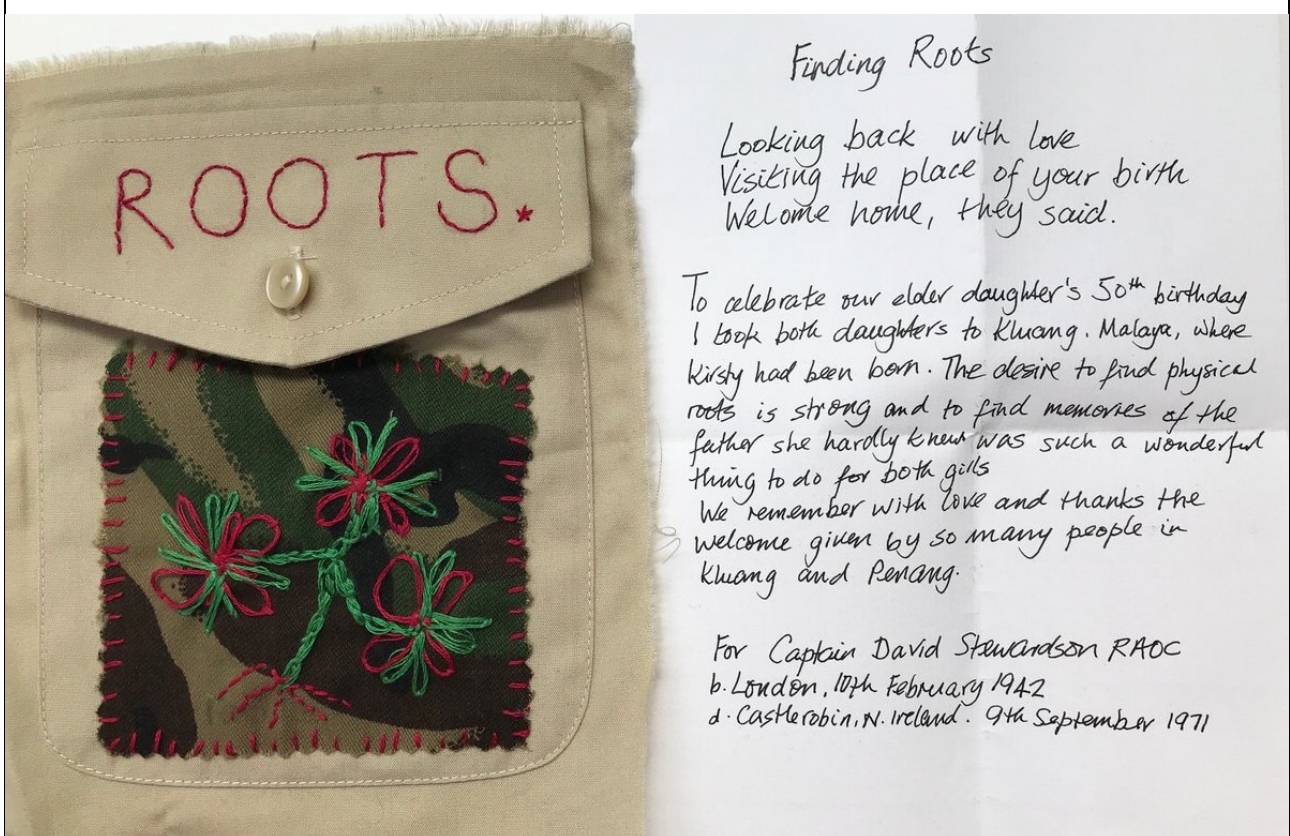 ROOTS.*
Finding Roots
Looking back with love
Visiting the place of your birth
Welome home, they said.
To celebrate our elder daughter's 50th birthday
I took both daughters to Kluang. Malaya, where
Kirsty had been born. The desire to find physical
roots is strong and to find memories of the
father she hardly knew was such a wonderful
thing to do for both girls
We remember with love and thanks the
welcome given by so many people in
Kluang and Penang.
For Captain David Stewardson RAOC
b. London, 10th February 1942
d. Castlerobin, N. Ireland. 9th September 1971